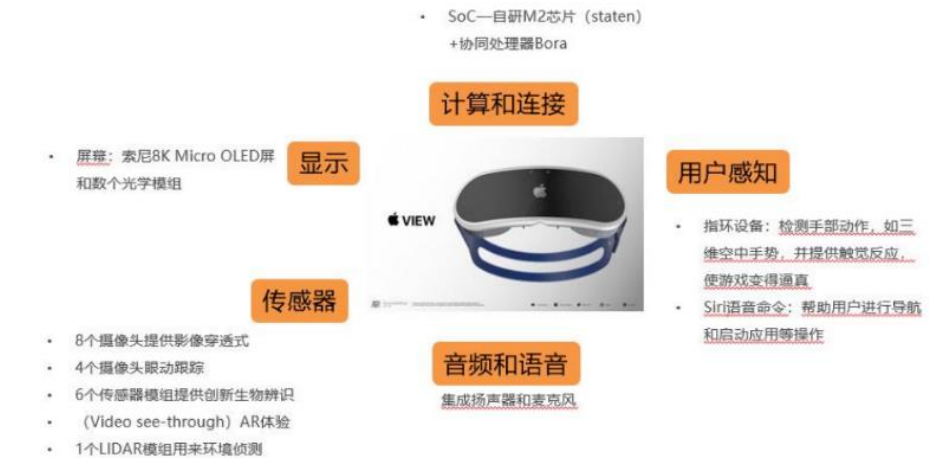 • SoC—自研M2芯片（staten）
+协同处理器Bora
计算和连接
• 屏幕：索尼8K Micro OLED屏
和数个光学模组
显示
VIEW
用户感知
• 指环设备：检测手部动作，如三
维空中手势，并提供触觉反应，
使游戏变得逼真
• Siri语音命令：帮助用户进行导航
和启动应用等操作
传感器
• 8个摄像头提供影像穿透式
• 4个摄像头眼动跟踪
• 6个传感器模组提供创新生物辨识
• （Video see-through）AR体验
• 1个LIDAR模组用来环境侦测
音频和语音
集成扬声器和麦克风